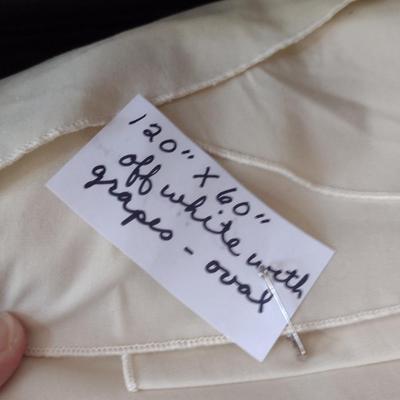 120" x 60"
off white with
grapes - oval